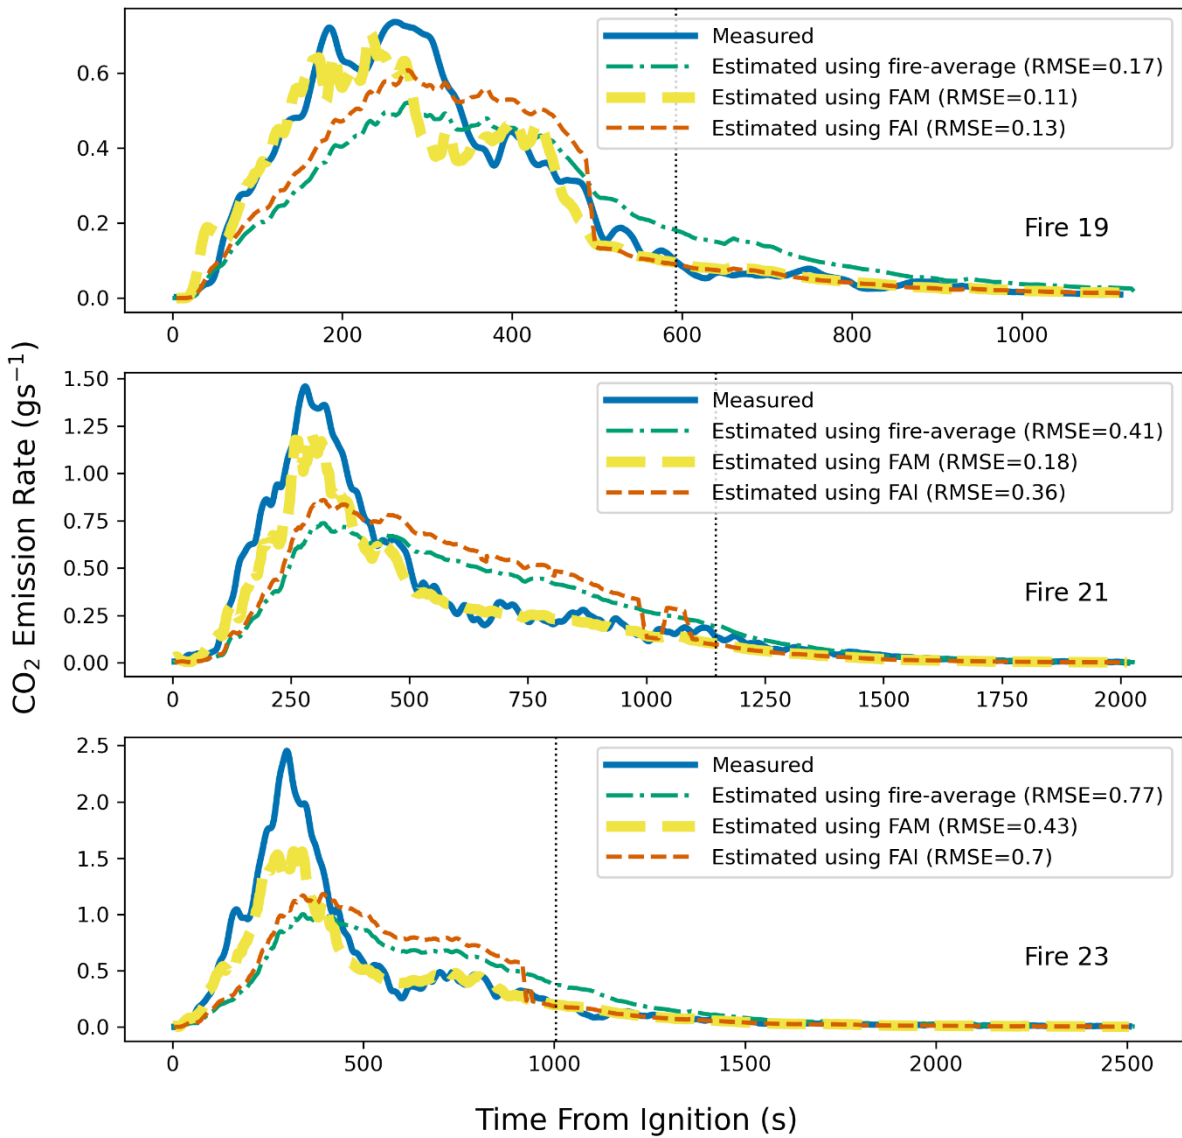 Measured
Estimated using fire-average (RMSE=0.17)
Estimated using FAM (RMSE=0.11)
Estimated using FAI (RMSE=0.13)
0.6
0.4
0.2
0.0
Fire 19
0 200 400 600 800 1000
Measured
Estimated using fire-average (RMSE=0.41)
Estimated using FAM (RMSE=0.18)
Estimated using FAI (RMSE=0.36)
1.50
1.25
1.00
0.75
0.50
0.25
0.00
Fire 21
0 250 500 750 1000 1250 1500 1750 2000
CO₂ Emission Rate (gs⁻¹)
Measured
Estimated using fire-average (RMSE=0.77)
Estimated using FAM (RMSE=0.43)
Estimated using FAI (RMSE=0.7)
2.5
2.0
1.5
1.0
0.5
0.0
Fire 23
0 500 1000 1500 2000 2500
Time From Ignition (s)